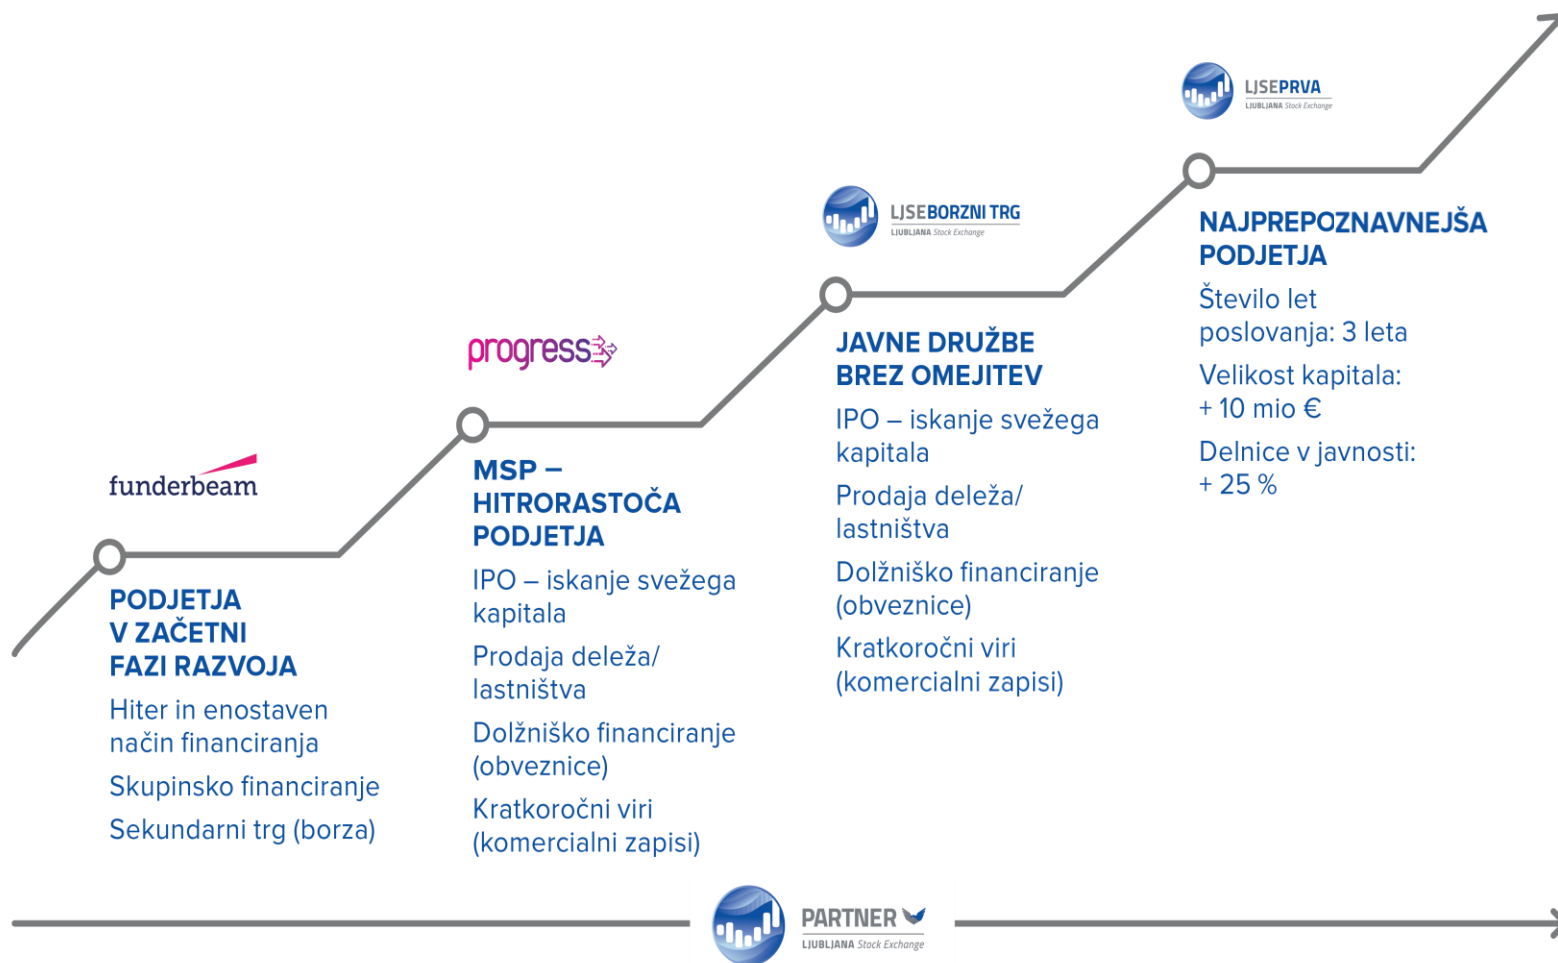 funderbeam
PODJETJA
V ZAČETNI
FAZI RAZVOJA
Hiter in enostaven
način financiranja
Skupinsko financiranje
Sekundarni trg (borza)
progress
MSP –
HITRORASTOČA
PODJETJA
IPO – iskanje svežega
kapitala
Prodaja deleža/
lastništva
Dolžniško financiranje
(obveznice)
Kratkoročni viri
(komercialni zapisi)
LJSEBORZNI TRG
LJUBLJANA Stock Exchange
JAVNE DRUŽBE
BREZ OMEJITEV
IPO – iskanje svežega
kapitala
Prodaja deleža/
lastništva
Dolžniško financiranje
(obveznice)
Kratkoročni viri
(komercialni zapisi)
LJSEPRVA
LJUBLJANA Stock Exchange
NAJPREPOZNAVNEJŠA
PODJETJA
Število let
poslovanja: 3 leta
Velikost kapitala:
+ 10 mio €
Delnice v javnosti:
+ 25 %
PARTNER
LJUBLJANA Stock Exchange